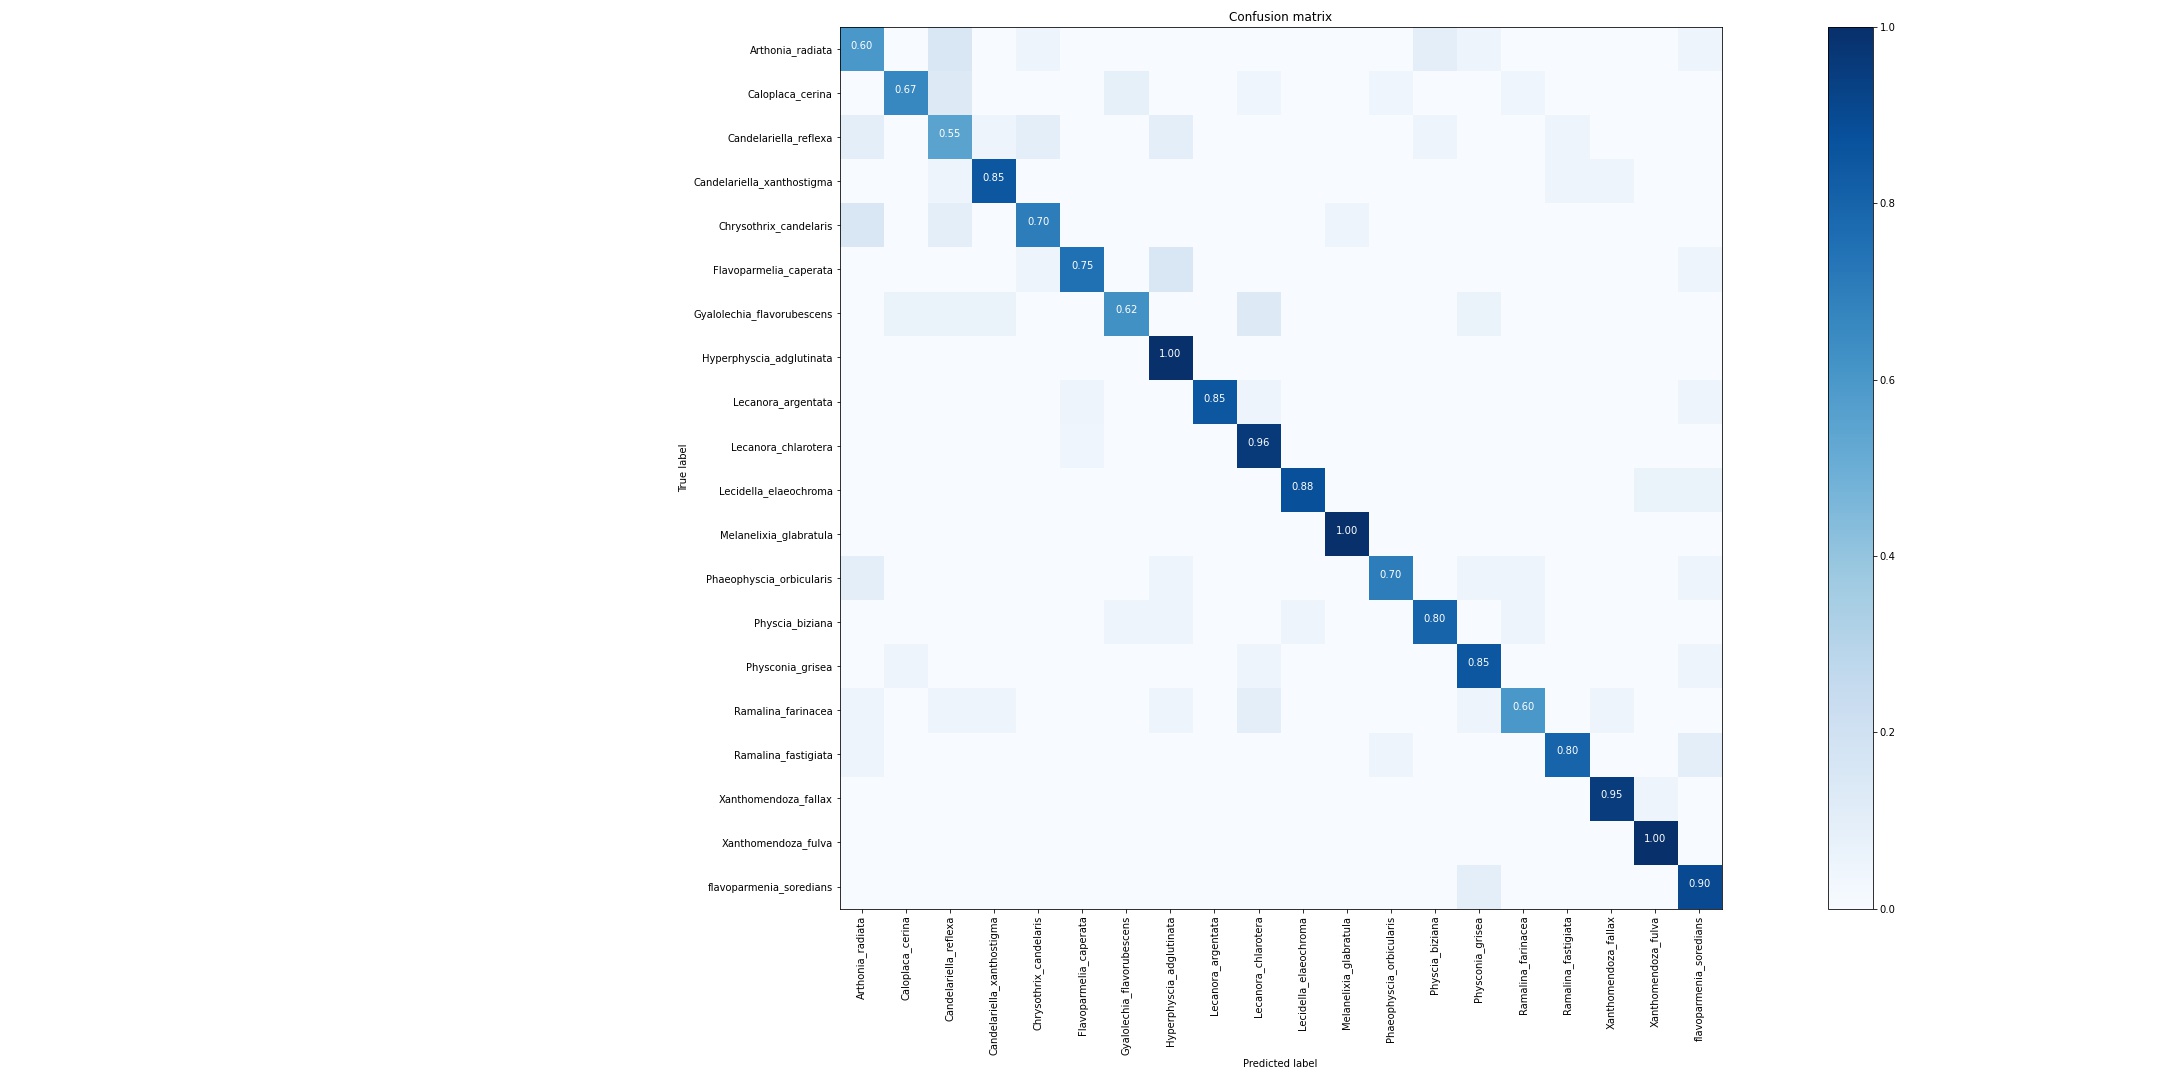 Confusion matrix
Arthonia_radiata 0.60
Caloplaca_cerina 0.67
Candelariella_reflexa 0.55
Candelariella_xanthostigma 0.85
Chrysothrix_candelaris 0.70
Flavoparmelia_caperata 0.75
Gyalolechia_flavorubescens 0.62
Hyperphyscia_adglutinata 1.00
Lecanora_argentata 0.85
Lecanora_chlarotera 0.96
Lecidella_elaeochroma 0.88
Melanelixia_glabratula 1.00
Phaeophyscia_orbicularis 0.70
Physcia_biziana 0.80
Physconia_grisea 0.85
Ramalina_farinacea 0.60
Ramalina_fastigiata 0.80
Xanthomendoza_fallax 0.95
Xanthomendoza_fulva 1.00
flavoparmenia_soredians 0.90
True label
Arthonia_radiata
Caloplaca_cerina
Candelariella_reflexa
Candelariella_xanthostigma
Chrysothrix_candelaris
Flavoparmelia_caperata
Gyalolechia_flavorubescens
Hyperphyscia_adglutinata
Lecanora_argentata
Lecanora_chlarotera
Lecidella_elaeochroma
Melanelixia_glabratula
Phaeophyscia_orbicularis
Physcia_biziana
Physconia_grisea
Ramalina_farinacea
Ramalina_fastigiata
Xanthomendoza_fallax
Xanthomendoza_fulva
flavoparmenia_soredians
Predicted label
1.0
0.8
0.6
0.4
0.2
0.0